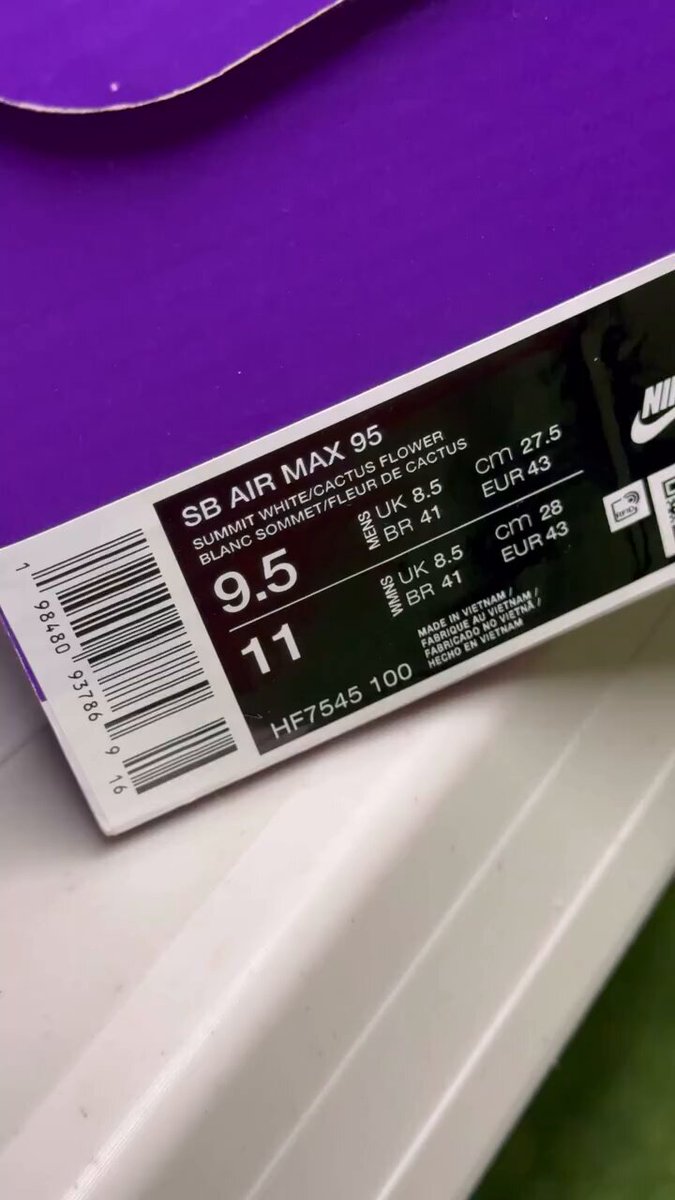 SB AIR MAX 95
SUMMIT WHITE/CACTUS FLOWER
BLANC SOMMET/FLEUR DE CACTUS
9.5
MENS
UK 8.5
BR 41
cm 27.5
EUR 43
11
WMNS
UK 8.5
BR 41
cm 28
EUR 43
HF7545 100
MADE IN VIETNAM /
FABRIQUE AU VIETNAM /
FABRICADO NO VIETNÃ /
HECHO EN VIETNAM
1 98480 93786 9 16